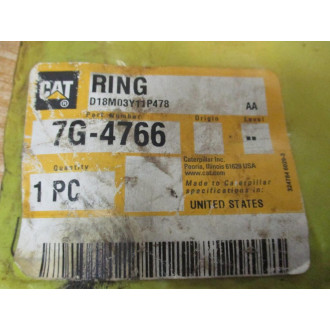 CAT
®
RING
D18M03Y11P478
AA
Part Number
Origin
Level
7G-4766
Quantity
1 PC
Caterpillar Inc.
Peoria, Illinois 61629 USA
www.cat.com
Made to Caterpillar
specifications in
UNITED STATES